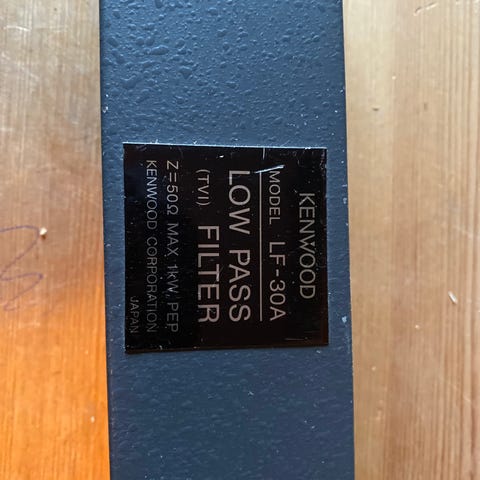 KENWOOD
MODEL LF-30A
LOW PASS
(TVI) FILTER
Z=50Ω MAX 1kW, PEP
KENWOOD CORPORATION
JAPAN